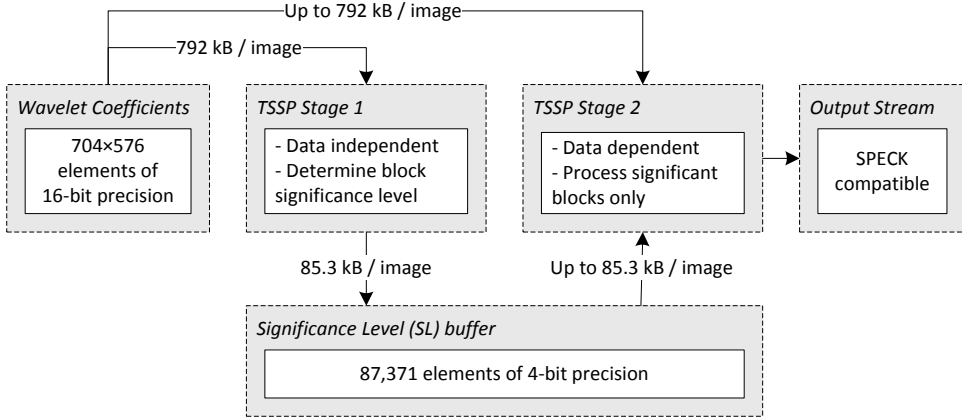 Up to 792 kB / image
792 kB / image
Wavelet Coefficients
704×576
elements of
16-bit precision
TSSP Stage 1
- Data independent
- Determine block
significance level
TSSP Stage 2
- Data dependent
- Process significant
blocks only
Output Stream
SPECK
compatible
85.3 kB / image
Up to 85.3 kB / image
Significance Level (SL) buffer
87,371 elements of 4-bit precision